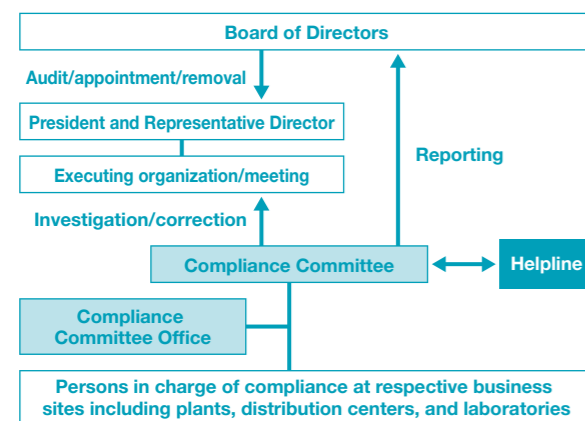 Board of Directors
Audit/appointment/removal
President and Representative Director
Reporting
Executing organization/meeting
Investigation/correction
Compliance Committee
Helpline
Compliance
Committee Office
Persons in charge of compliance at respective business
sites including plants, distribution centers, and laboratories